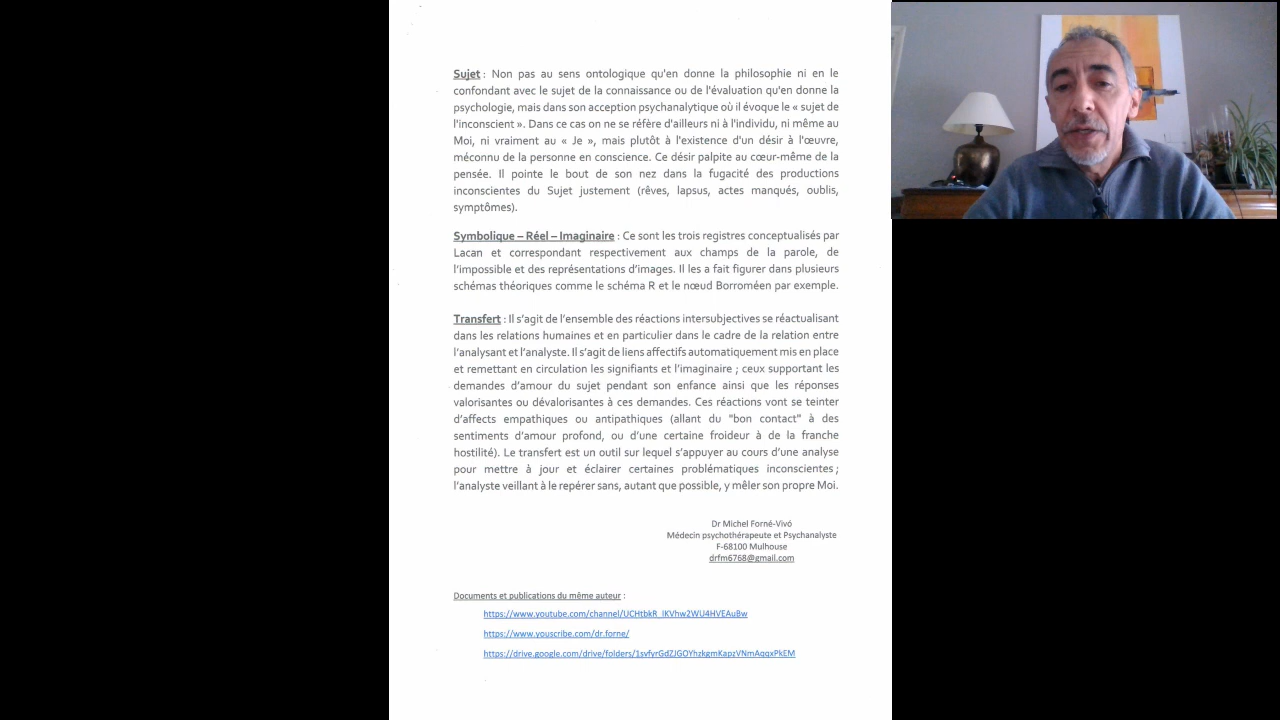 Sujet : Non pas au sens ontologique qu'en donne la philosophie ni en le
confondant avec le sujet de la connaissance ou de l'évaluation qu'en donne la
psychologie, mais dans son acception psychanalytique où il évoque le « sujet de
l'inconscient ». Dans ce cas on ne se réfère d'ailleurs ni à l'individu, ni même au
Moi, ni vraiment au « Je », mais plutôt à l'existence d'un désir à l'œuvre,
méconnu de la personne en conscience. Ce désir palpite au cœur-même de la
pensée. Il pointe le bout de son nez dans la fugacité des productions
inconscientes du Sujet justement (rêves, lapsus, actes manqués, oublis,
symptômes).
Symbolique – Réel – Imaginaire : Ce sont les trois registres conceptualisés par
Lacan et correspondant respectivement aux champs de la parole, de
l'impossible et des représentations d'images. Il les a fait figurer dans plusieurs
schémas théoriques comme le schéma R et le nœud Borroméen par exemple.
Transfert : Il s'agit de l'ensemble des réactions intersubjectives se réactualisant
dans les relations humaines et en particulier dans le cadre de la relation entre
l'analysant et l'analyste. Il s'agit de liens affectifs automatiquement mis en place
et remettant en circulation les signifiants et l'imaginaire ; ceux supportant les
demandes d'amour du sujet pendant son enfance ainsi que les réponses
valorisantes ou dévalorisantes à ces demandes. Ces réactions vont se teinter
d'affects empathiques ou antipathiques (allant du "bon contact" à des
sentiments d'amour profond, ou d'une certaine froideur à de la franche
hostilité). Le transfert est un outil sur lequel s'appuyer au cours d'une analyse
pour mettre à jour et éclairer certaines problématiques inconscientes ;
l'analyste veillant à le repérer sans, autant que possible, y mêler son propre Moi.
Dr Michel Forné-Vivó
Médecin psychothérapeute et Psychanalyste
F-68100 Mulhouse
drfm6768@gmail.com
Documents et publications du même auteur :
https://www.youtube.com/channel/UCHtbkR_iKVhw2WU4HVEAuBw
https://www.youscribe.com/dr.forne/
https://drive.google.com/drive/folders/1svfyrGdZJGOYhzkgmKapzVNmAqqxPkEM